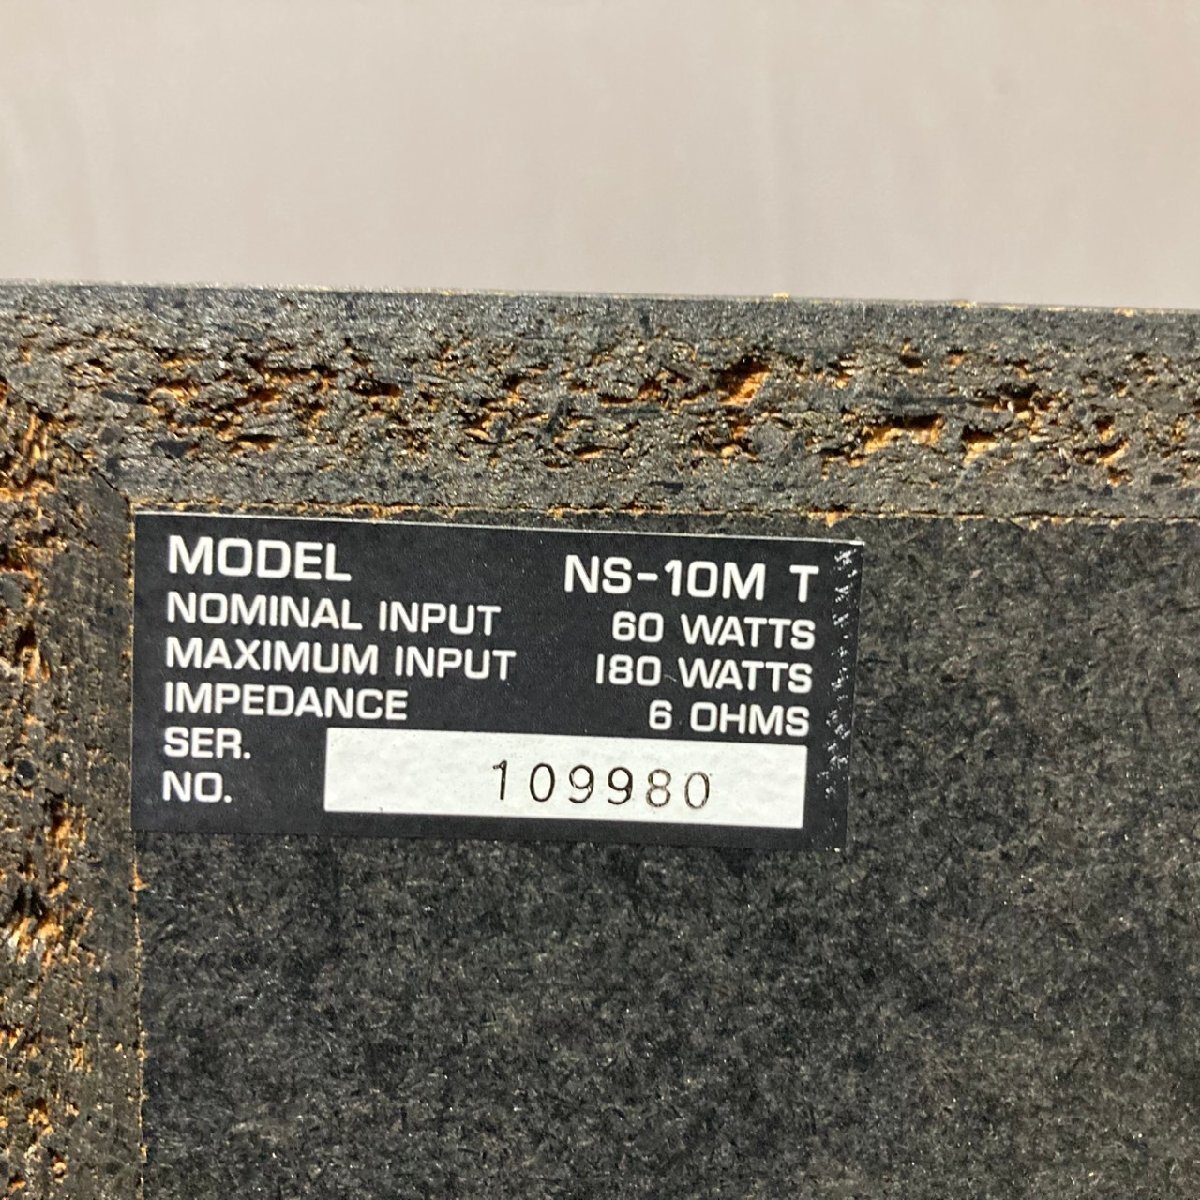 MODEL NS-10M T
NOMINAL INPUT 60 WATTS
MAXIMUM INPUT 180 WATTS
IMPEDANCE 6 OHMS
SER.
NO. 109980